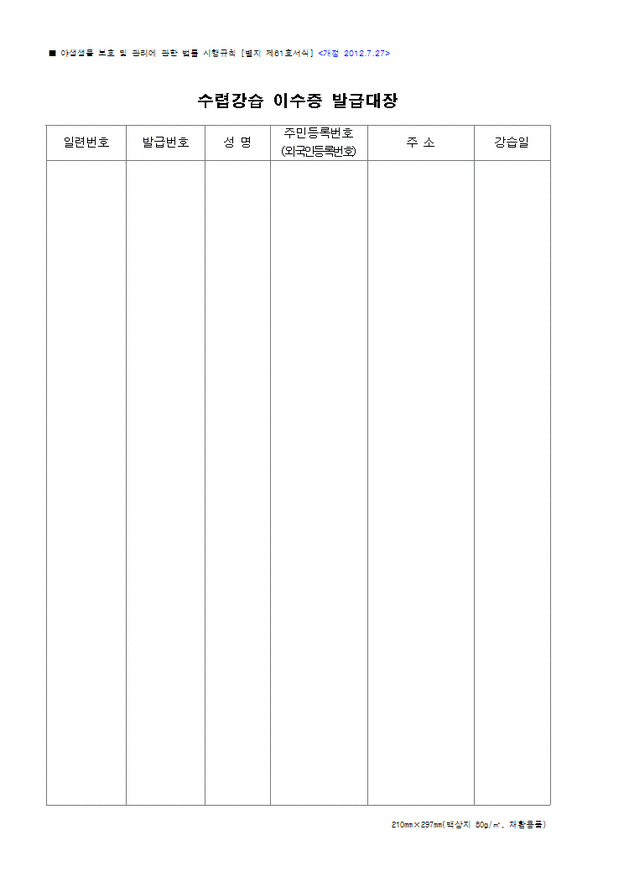 ■ 야생생물 보호 및 관리에 관한 법률 시행규칙 [별지 제61호서식] <개정 2012.7.27>
수렵강습 이수증 발급대장
일련번호 발급번호 성 명 주민등록번호 (외국인등록번호) 주 소 강습일
210mm×297mm(백상지 80g/㎡, 재활용품)